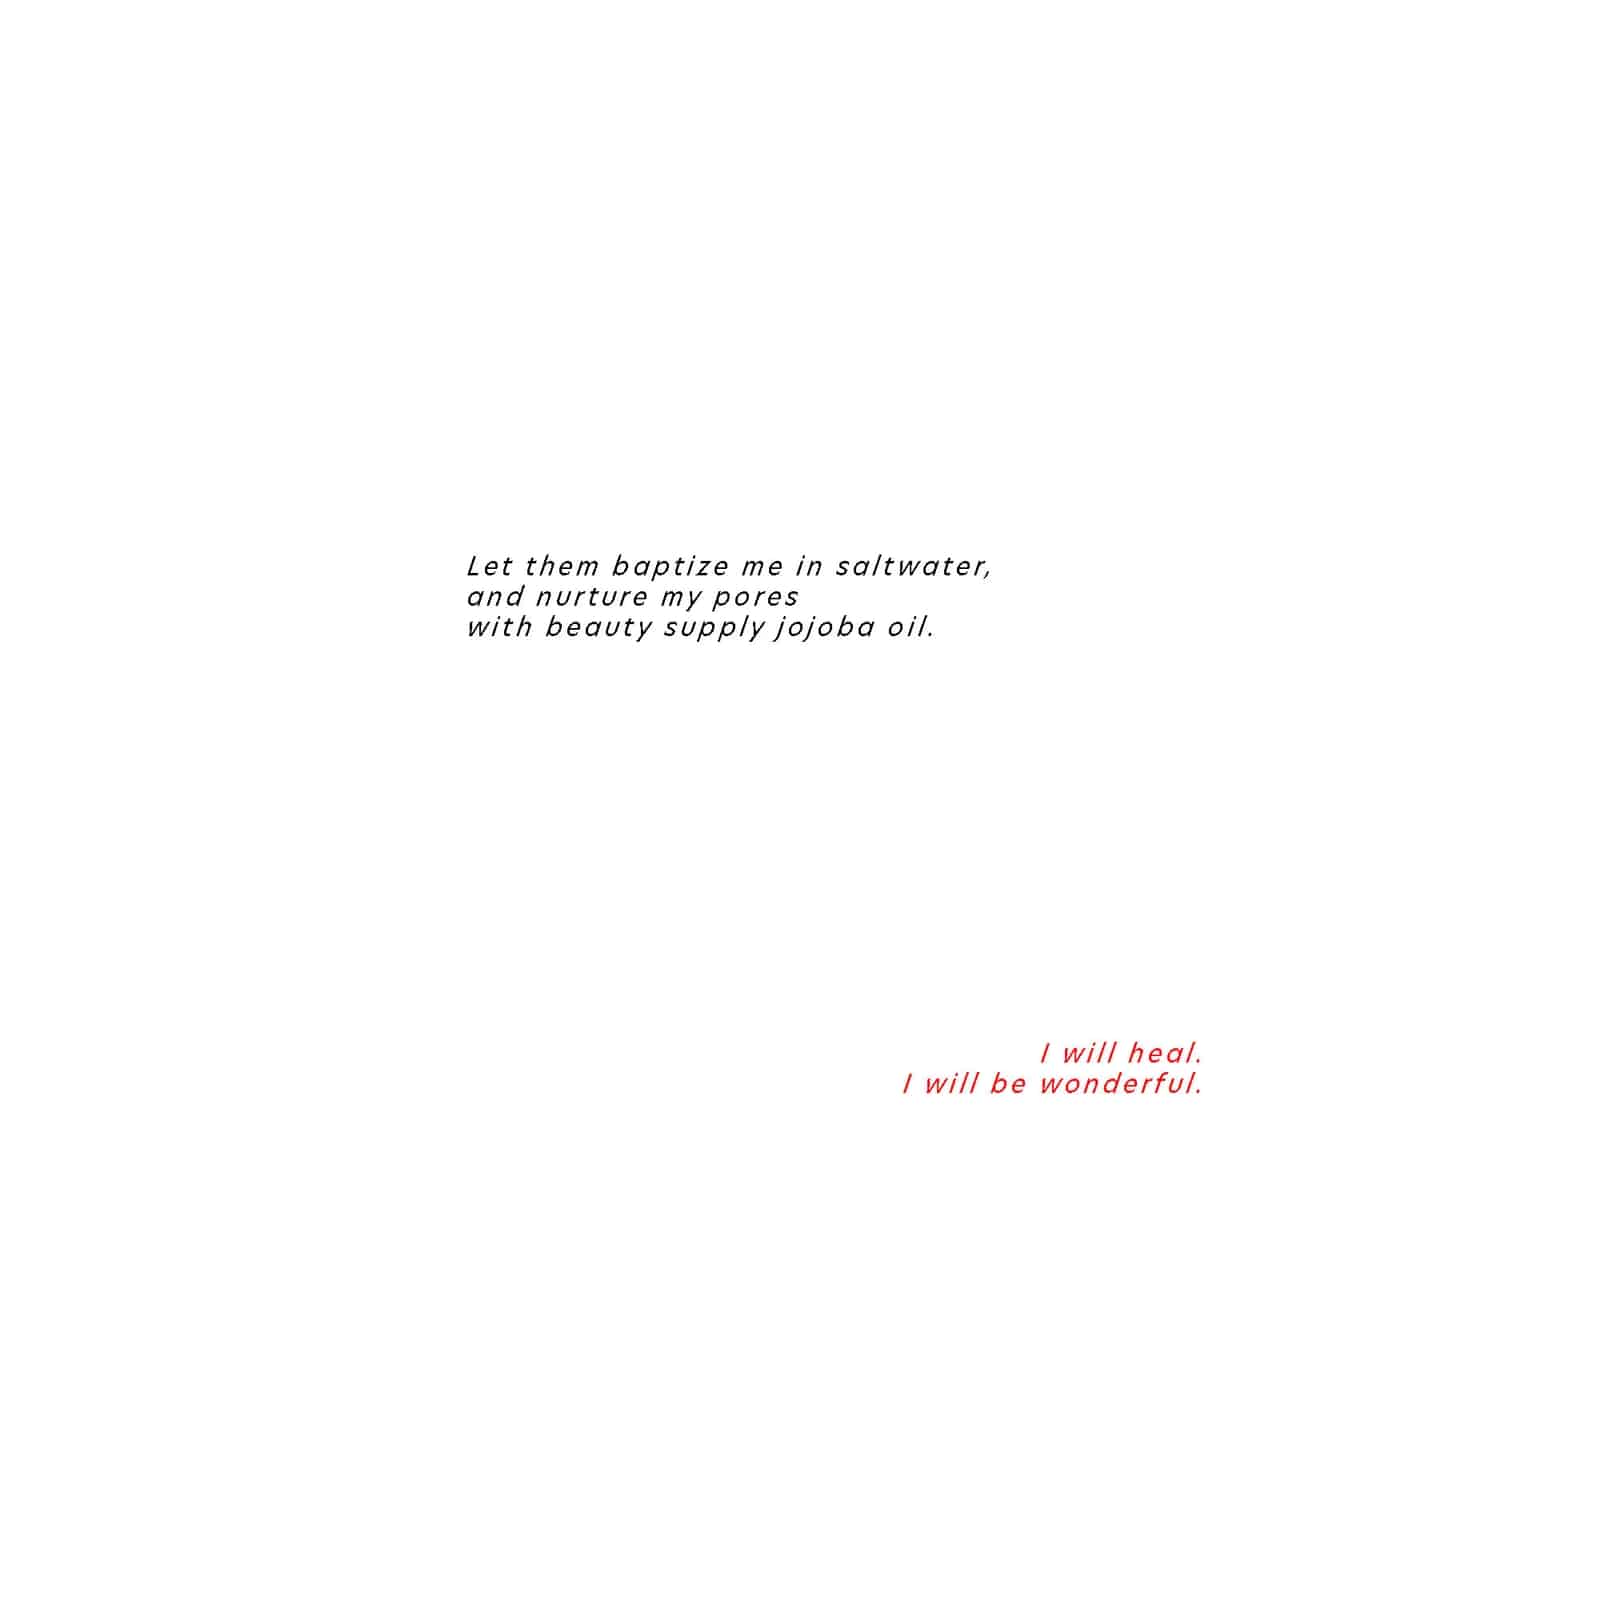 Let them baptize me in saltwater,
and nurture my pores
with beauty supply jojoba oil.
I will heal.
I will be wonderful.